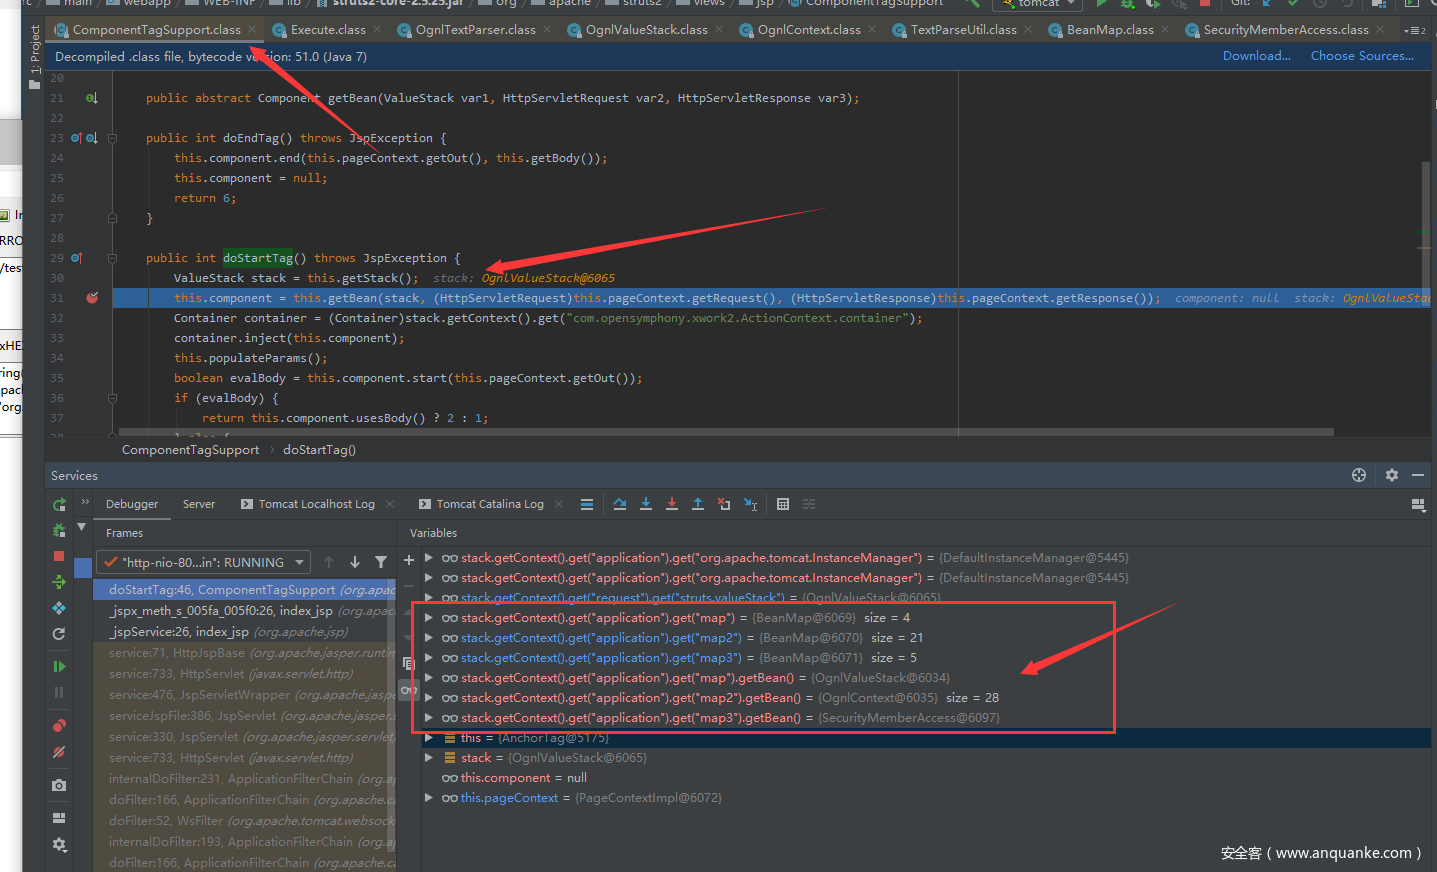 main webapp WEB-INF lib struts2-core-2.5.25.jar org apache struts2 views jsp ComponentTagSupport tomcat Git:
ComponentTagSupport.class Execute.class OgnlTextParser.class OgnlValueStack.class OgnlContext.class TextParseUtil.class BeanMap.class SecurityMemberAccess.class
1: Project
Decompiled .class file, bytecode version: 51.0 (Java 7) Download... Choose Sources...
20
21 public abstract Component getBean(ValueStack var1, HttpServletRequest var2, HttpServletResponse var3);
22
23 public int doEndTag() throws JspException {
24 this.component.end(this.pageContext.getOut(), this.getBody());
25 this.component = null;
26 return 6;
27 }
28
29 public int doStartTag() throws JspException {
30 ValueStack stack = this.getStack(); stack: OgnlValueStack@6065
31 this.component = this.getBean(stack, (HttpServletRequest)this.pageContext.getRequest(), (HttpServletResponse)this.pageContext.getResponse()); component: null stack: OgnlValueStac
32 Container container = (Container)stack.getContext().get("com.opensymphony.xwork2.ActionContext.container");
33 container.inject(this.component);
34 this.populateParams();
35 boolean evalBody = this.component.start(this.pageContext.getOut());
36 if (evalBody) {
37 return this.component.usesBody() ? 2 : 1;
38 } else {
ComponentTagSupport › doStartTag()
Services
Debugger Server Tomcat Localhost Log Tomcat Catalina Log
Frames
Variables
"http-nio-80...in": RUNNING
doStartTag:46, ComponentTagSupport (org.apac
_jspx_meth_s_005fa_005f0:26, index_jsp (org.apac
_jspService:26, index_jsp (org.apache.jsp)
service:71, HttpJspBase (org.apache.jasper.runtin
service:733, HttpServlet (javax.servlet.http)
service:476, JspServletWrapper (org.apache.jaspe
serviceJspFile:386, JspServlet (org.apache.jasper.s
service:330, JspServlet (org.apache.jasper.servlet
service:733, HttpServlet (javax.servlet.http)
internalDoFilter:231, ApplicationFilterChain (org.a
doFilter:166, ApplicationFilterChain (org.apache.c
doFilter:52, WsFilter (org.apache.tomcat.websock
internalDoFilter:193, ApplicationFilterChain (org.a
doFilter:166, ApplicationFilterChain (org.apache.c
stack.getContext().get("application").get("org.apache.tomcat.InstanceManager") = {DefaultInstanceManager@5445}
stack.getContext().get("application").get("org.apache.tomcat.InstanceManager") = {DefaultInstanceManager@5445}
stack.getContext().get("request").get("struts.valueStack") = {OgnlValueStack@6065}
stack.getContext().get("application").get("map") = {BeanMap@6069} size = 4
stack.getContext().get("application").get("map2") = {BeanMap@6070} size = 21
stack.getContext().get("application").get("map3") = {BeanMap@6071} size = 5
stack.getContext().get("application").get("map").getBean() = {OgnlValueStack@6034}
stack.getContext().get("application").get("map2").getBean() = {OgnlContext@6035} size = 28
stack.getContext().get("application").get("map3").getBean() = {SecurityMemberAccess@6097}
this = {AnchorTag@5175}
stack = {OgnlValueStack@6065}
this.component = null
this.pageContext = {PageContextImpl@6072}
安全客（www.anquanke.com）